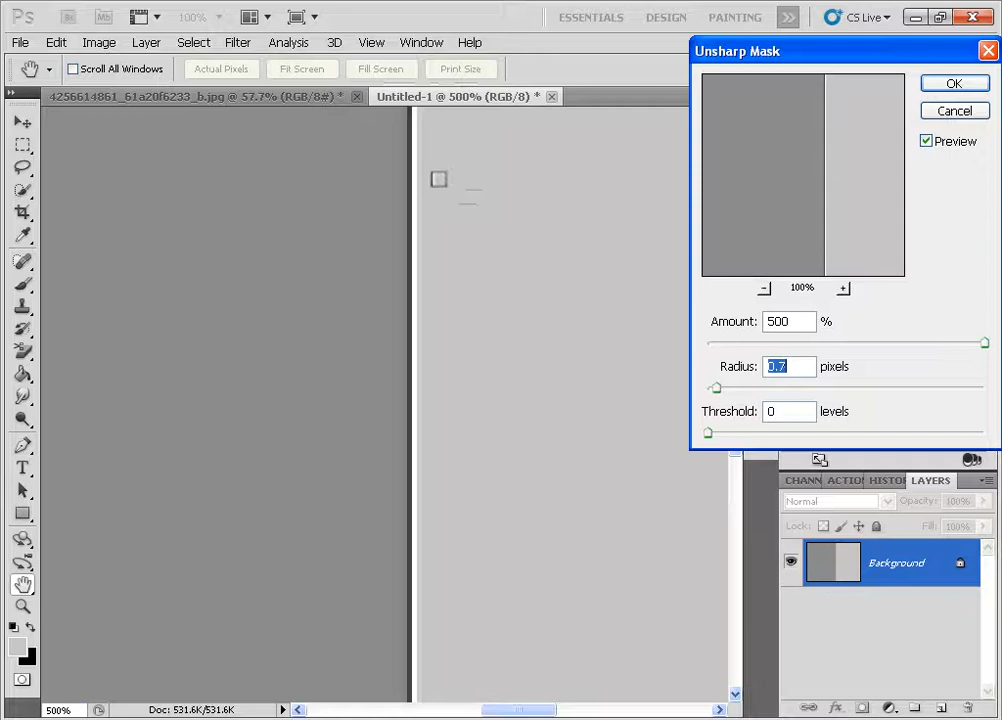 Ps Br Mb 100% ESSENTIALS DESIGN PAINTING CS Live
File Edit Image Layer Select Filter Analysis 3D View Window Help
Scroll All Windows Actual Pixels Fit Screen Fill Screen Print Size
4256614861_61a20f6233_b.jpg @ 57.7% (RGB/8#) * Untitled-1 @ 500% (RGB/8) *
Unsharp Mask
OK
Cancel
Preview
100%
Amount: 500 %
Radius: 0.7 pixels
Threshold: 0 levels
CHANN ACTIO HISTO LAYERS
Normal Opacity: 100%
Lock: Fill: 100%
Background
T
500% Doc: 531.6K/531.6K
fx